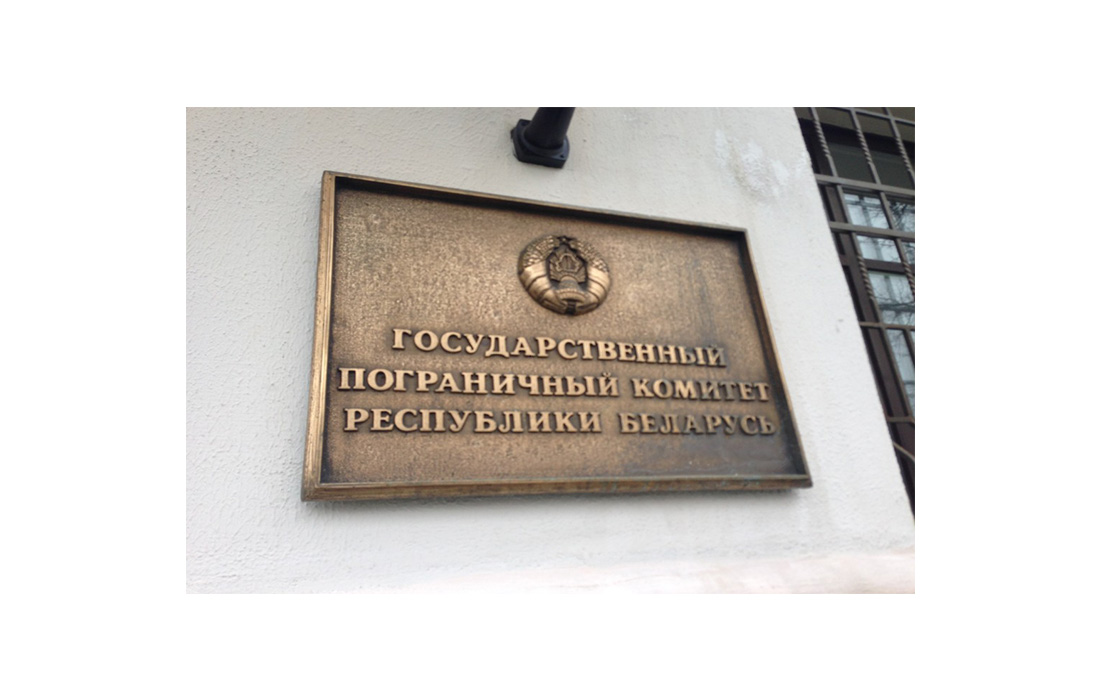 ГОСУДАРСТВЕННЫЙ
ПОГРАНИЧНЫЙ КОМИТЕТ
РЕСПУБЛИКИ БЕЛАРУСЬ